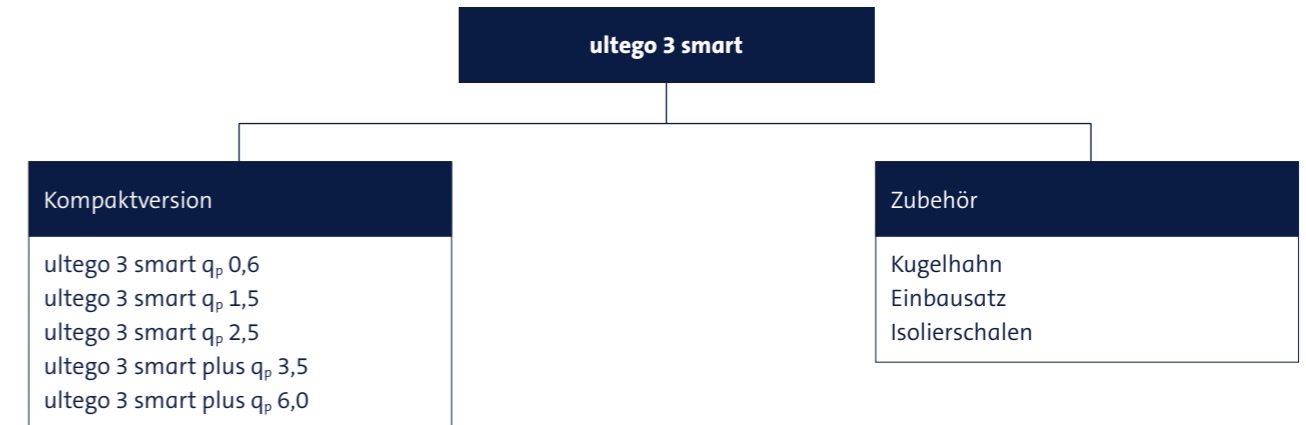 ultego 3 smart
Kompaktversion
ultego 3 smart qₚ 0,6
ultego 3 smart qₚ 1,5
ultego 3 smart qₚ 2,5
ultego 3 smart plus qₚ 3,5
ultego 3 smart plus qₚ 6,0
Zubehör
Kugelhahn
Einbausatz
Isolierschalen